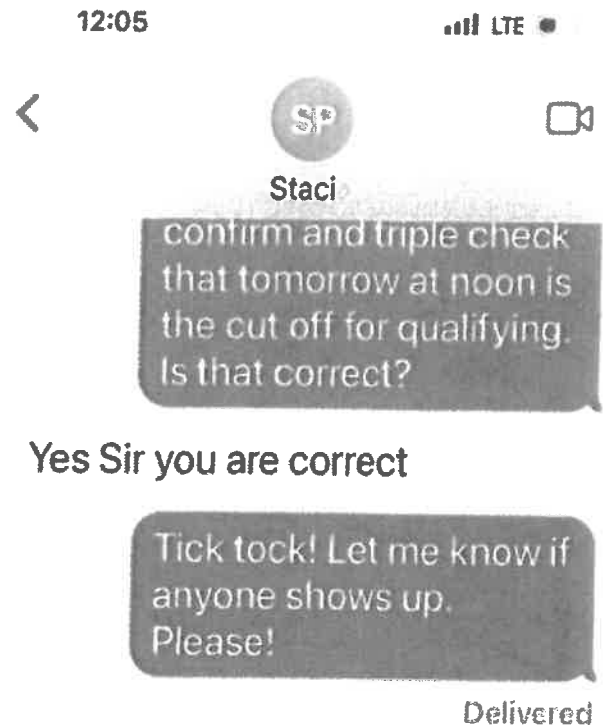 12:05 LTE
SP
Staci
confirm and triple check
that tomorrow at noon is
the cut off for qualifying.
Is that correct?
Yes Sir you are correct
Tick tock! Let me know if
anyone shows up.
Please!
Delivered